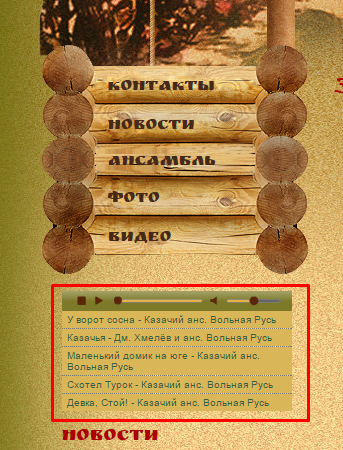 контакты
новости
ансамбль
фото
видео
У ворот сосна - Казачий анс. Вольная Русь
Казачья - Дм. Хмелёв и анс. Вольная Русь
Маленький домик на юге - Казачий анс.
Вольная Русь
Схотел Турок - Казачий анс. Вольная Русь
Девка, Стой! - Казачий анс. Вольная Русь
новости